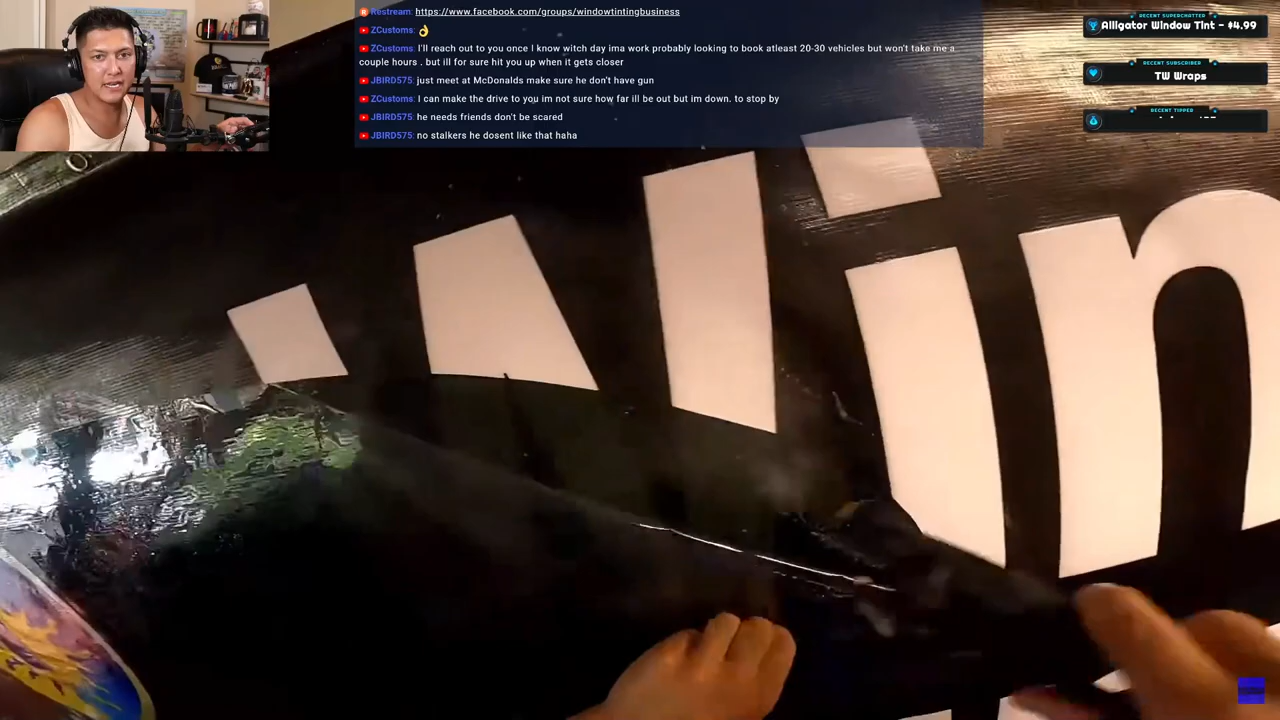 Restream: https://www.facebook.com/groups/windowtintingbusiness
ZCustoms: 👌
ZCustoms: I'll reach out to you once I know witch day ima work probably looking to book atleast 20-30 vehicles but won't take me a
couple hours . will for sure hit you up when it gets closer
JBIRD575 just meet at McDonalds make sure he don't have gun
ZCustoms: I can make the drive to you im not sure how far ill be out but im down. to stop by
JBIRD575: he needs friends don't be scared
JBIRD575: no stalkers he dosent like that haha
RECENT SUPERCHATTER
Alligator Window Tint - $4.99
RECENT SUBSCRIBER
TW Wraps
RECENT TIPPER
Win